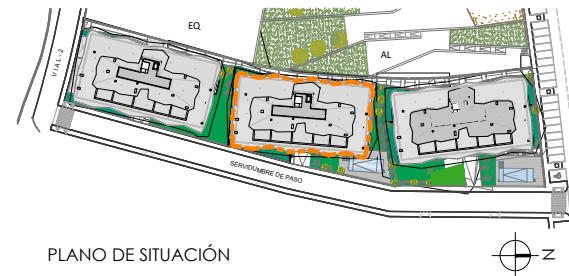 EQ
AL
VIAL-2
SERVIDUMBRE DE PASO
PLANO DE SITUACIÓN
N